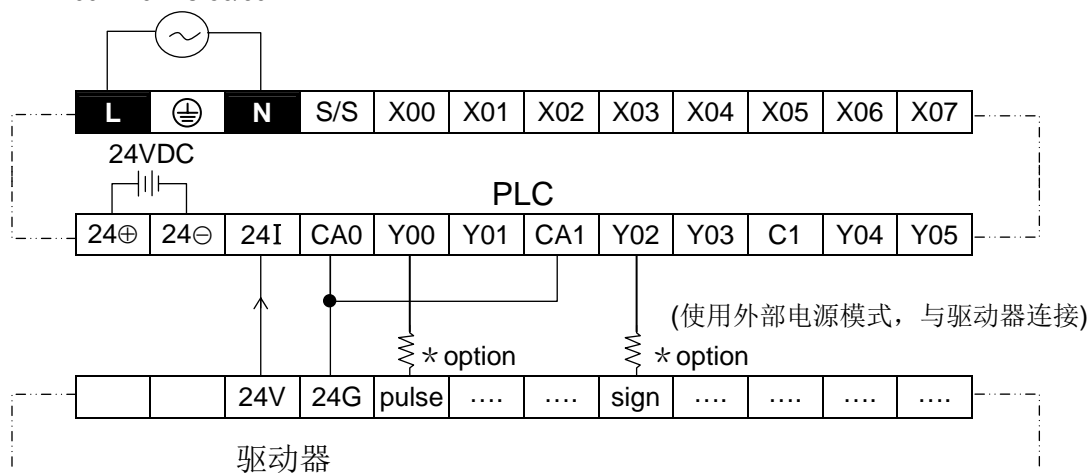 L N S/S X00 X01 X02 X03 X04 X05 X06 X07
24VDC
PLC
24⊕ 24⊖ 24I CA0 Y00 Y01 CA1 Y02 Y03 C1 Y04 Y05
(使用外部电源模式，与驱动器连接)
＊option ＊option
24V 24G pulse .... .... sign .... .... .... ....
驱动器